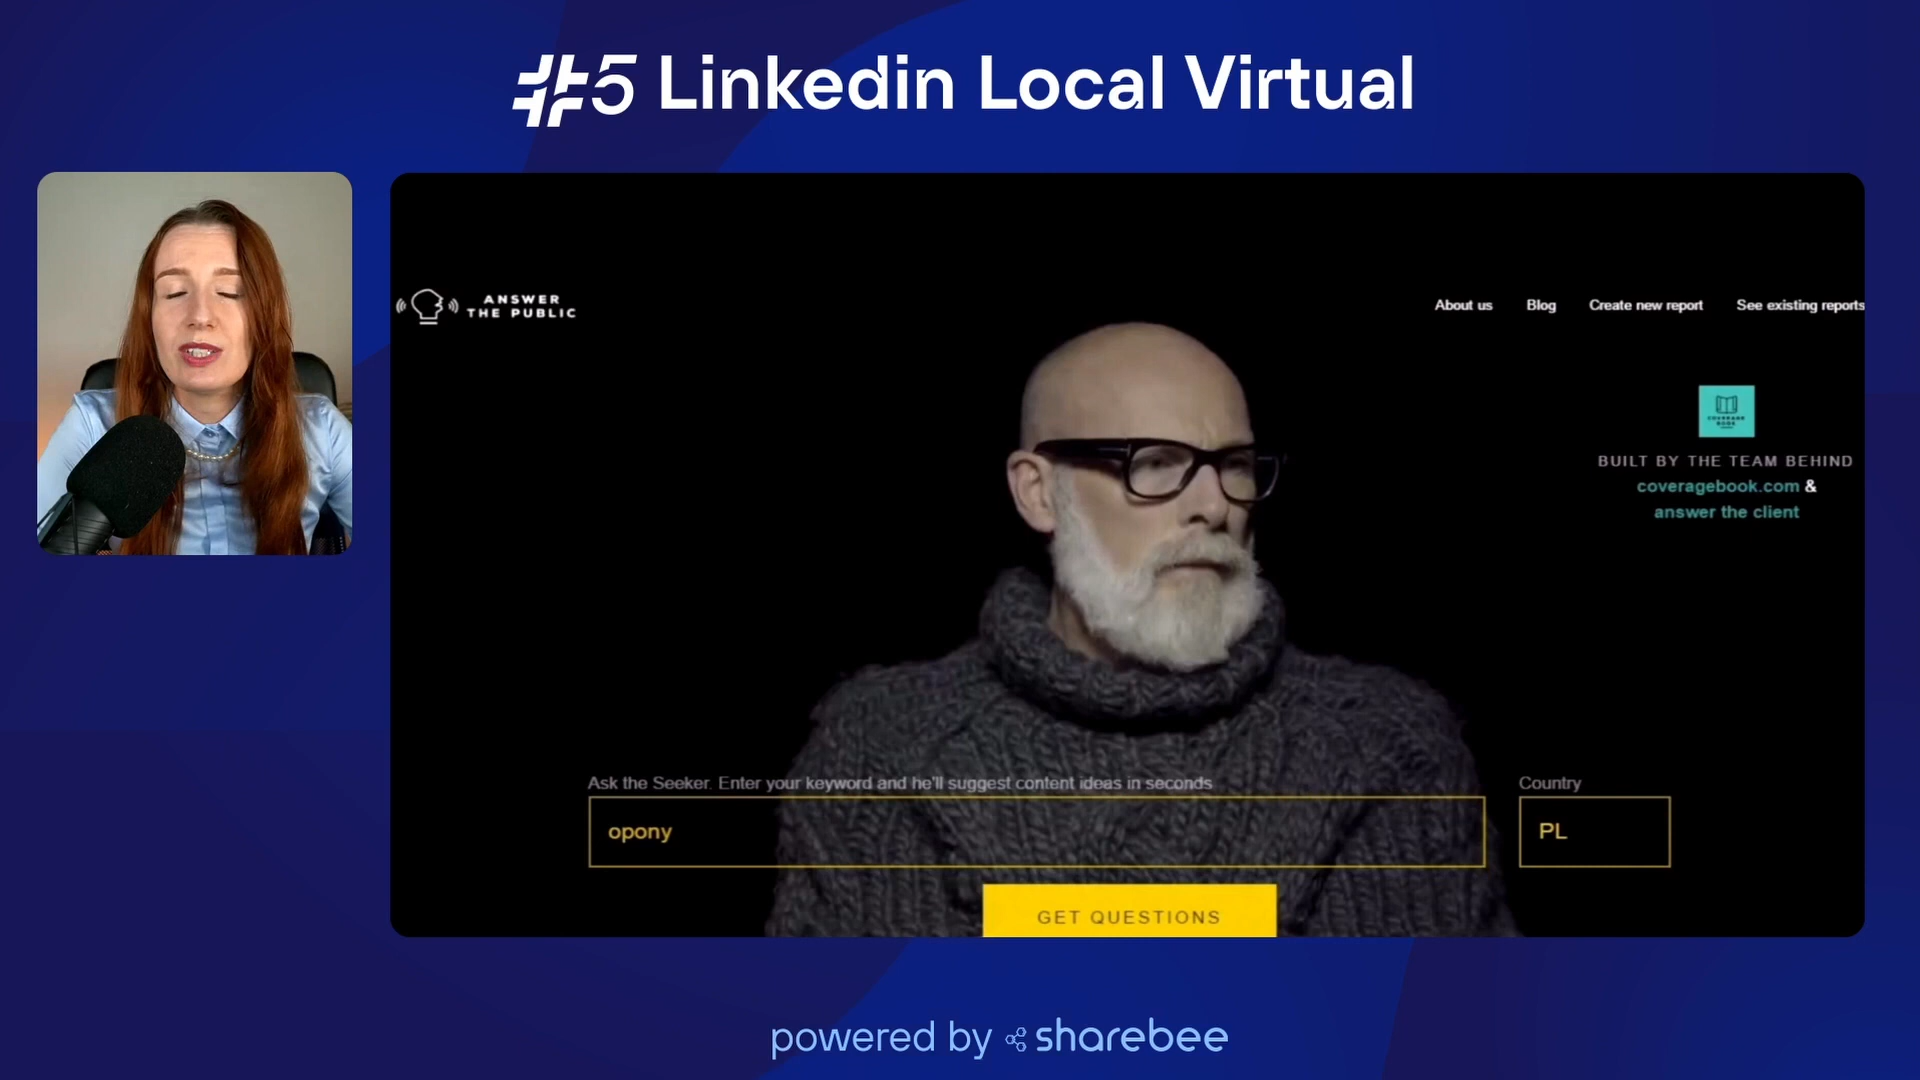 #5 Linkedin Local Virtual
ANSWER
THE PUBLIC
About us
Blog
Create new report
See existing reports
COVERAGE
BOOK
BUILT BY THE TEAM BEHIND
coveragebook.com &
answer the client
Ask the Seeker. Enter your keyword and he'll suggest content ideas in seconds
Country
opony
PL
GET QUESTIONS
powered by sharebee